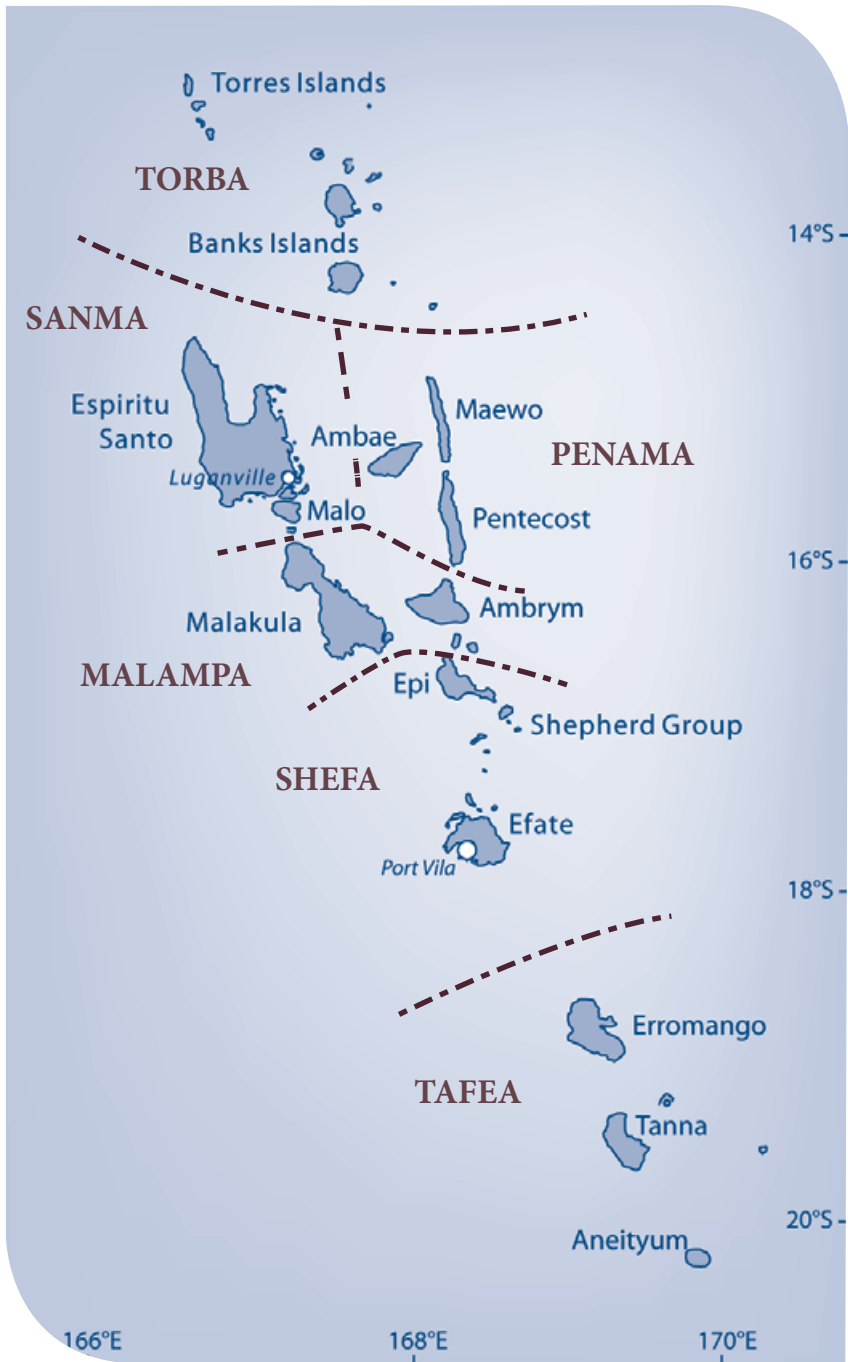 Torres Islands
TORBA
14°S
Banks Islands
SANMA
Espiritu
Santo
Maewo
Ambae
PENAMA
Luganville
Malo
Pentecost
16°S
Ambrym
Malakula
MALAMPA
Epi
Shepherd Group
SHEFA
Efate
Port Vila
18°S
Erromango
TAFEA
Tanna
20°S
Aneityum
166°E
168°E
170°E